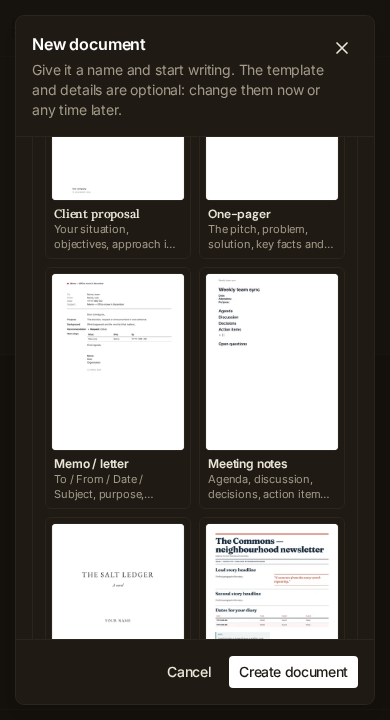 New document
Give it a name and start writing. The template
and details are optional: change them now or
any time later.
Client proposal
Your situation,
objectives, approach i…
One-pager
The pitch, problem,
solution, key facts and…
Weekly team sync
Agenda
Discussion
Decisions
Action items
Open questions
Memo / letter
To / From / Date /
Subject, purpose,…
Meeting notes
Agenda, discussion,
decisions, action item…
THE SALT LEDGER
A novel
YOUR NAME
The Commons —
neighbourhood newsletter
Lead story headline
Second story headline
Dates for your diary
Cancel
Create document